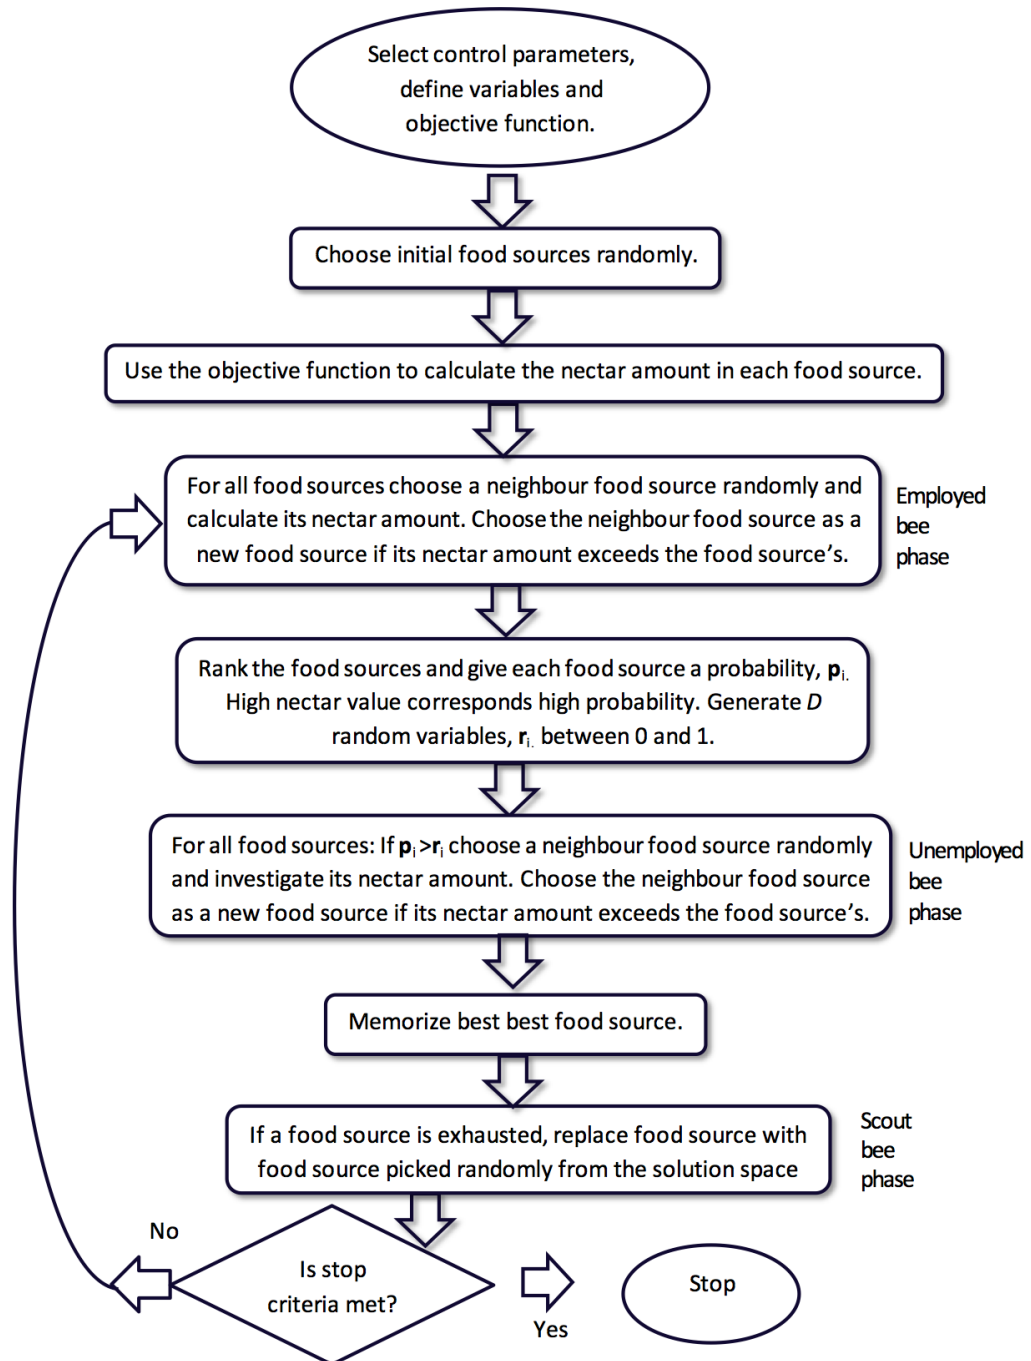 Select control parameters,
define variables and
objective function.
Choose initial food sources randomly.
Use the objective function to calculate the nectar amount in each food source.
For all food sources choose a neighbour food source randomly and
calculate its nectar amount. Choose the neighbour food source as a
new food source if its nectar amount exceeds the food source’s.
Employed
bee
phase
Rank the food sources and give each food source a probability, pi.
High nectar value corresponds high probability. Generate D
random variables, ri. between 0 and 1.
For all food sources: If pi >ri choose a neighbour food source randomly
and investigate its nectar amount. Choose the neighbour food source
as a new food source if its nectar amount exceeds the food source’s.
Unemployed
bee
phase
Memorize best best food source.
If a food source is exhausted, replace food source with
food source picked randomly from the solution space
Scout
bee
phase
No
Is stop
criteria met?
Yes
Stop